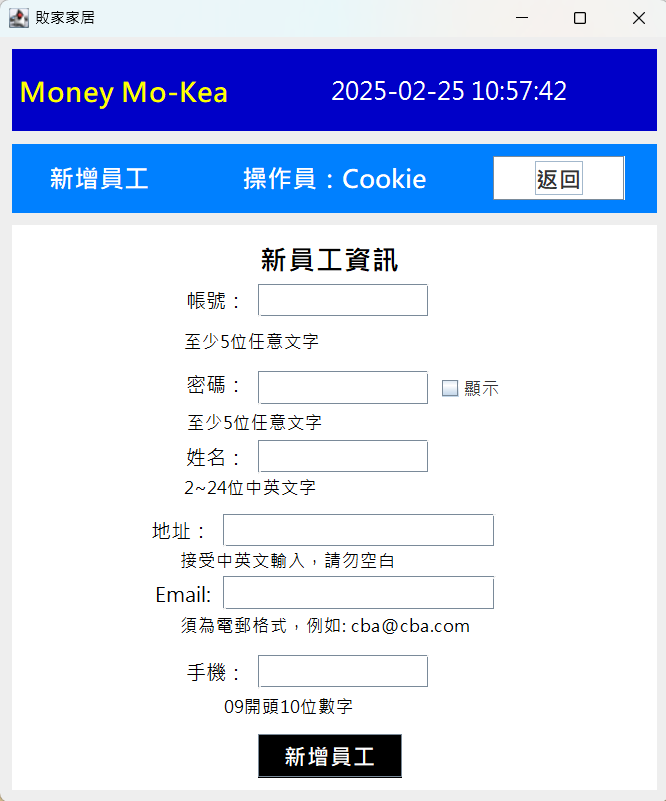 敗家家居
Money Mo-Kea 2025-02-25 10:57:42
新增員工 操作員：Cookie 返回
新員工資訊
帳號：
至少5位任意文字
密碼： 顯示
至少5位任意文字
姓名：
2~24位中英文字
地址：
接受中英文輸入，請勿空白
Email:
須為電郵格式，例如: cba@cba.com
手機：
09開頭10位數字
新增員工